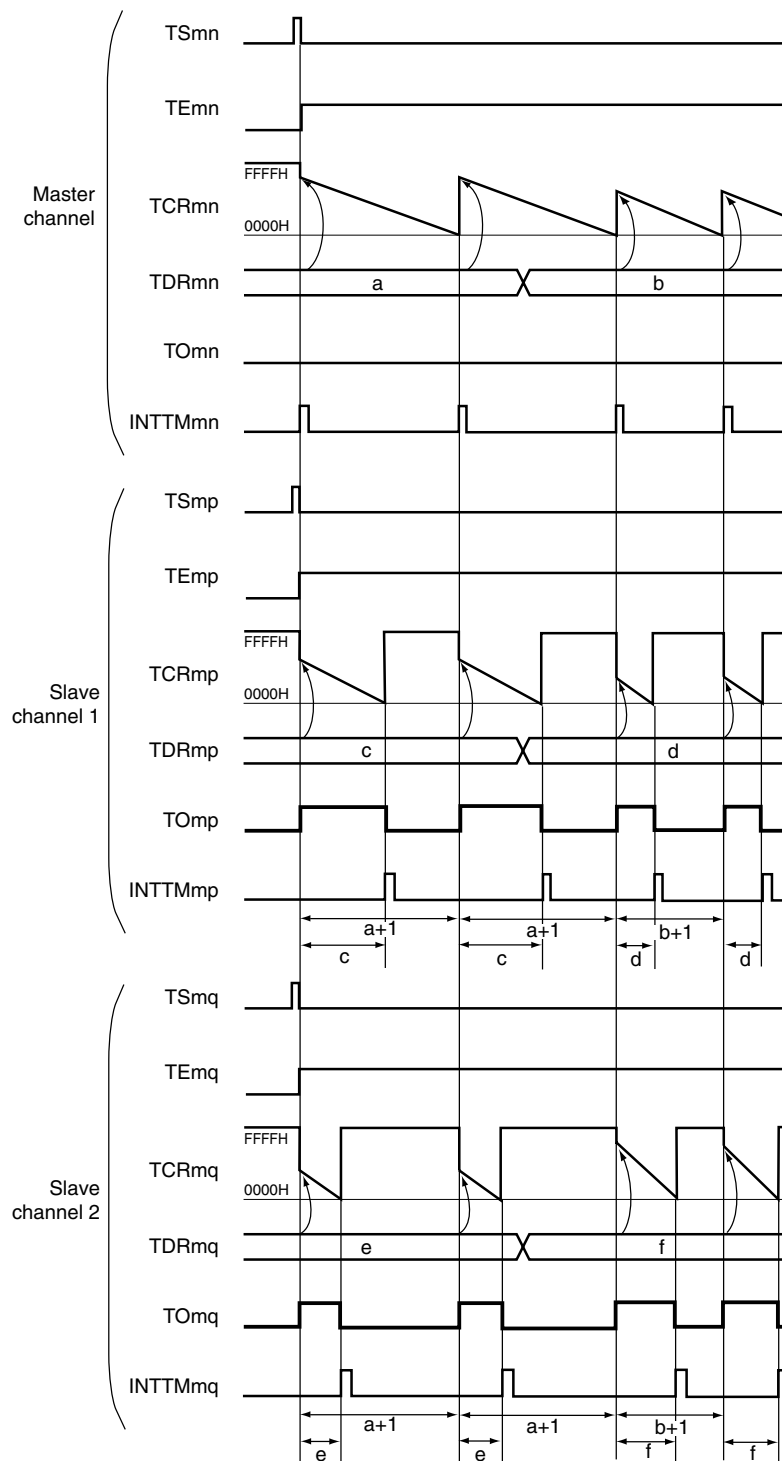 TSmn
TEmn
FFFFH
Master
channel
TCRmn
0000H
TDRmn
a
b
TOmn
INTTMmn
TSmp
TEmp
FFFFH
TCRmp
Slave
channel 1
0000H
TDRmp
c
d
TOmp
INTTMmp
a+1
a+1
b+1
c
c
d
d
TSmq
TEmq
FFFFH
TCRmq
Slave
channel 2
0000H
TDRmq
e
f
TOmq
INTTMmq
a+1
a+1
b+1
e
e
f
f